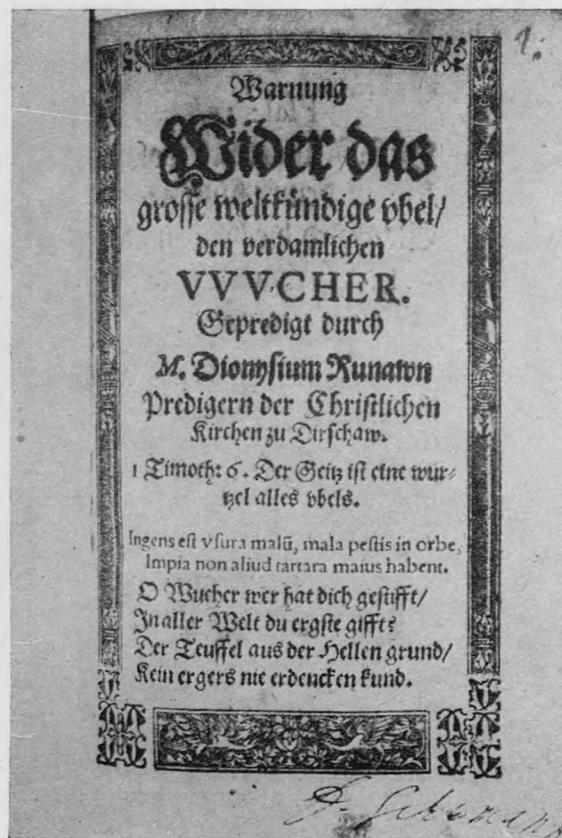 1.
Warnung
Wider das
grosse weltkündige vbel/
den verdamlichen
VVVCHER.
Gepredigt durch
M. Dionysium Runawn
Predigern der Christlichen
Kirchen zu Dirschaw.
1 Timoth: 6. Der Geitz ist eine wur-
tzel alles vbels.
Ingens est vsura malū, mala pestis in orbe,
Impia non aliud tartara maius habent.
O Wucher wer hat dich gestifft/
In aller Welt du ergste gifft?
Der Teuffel aus der Hellen grund/
Kein ergers nie erdencken kund.